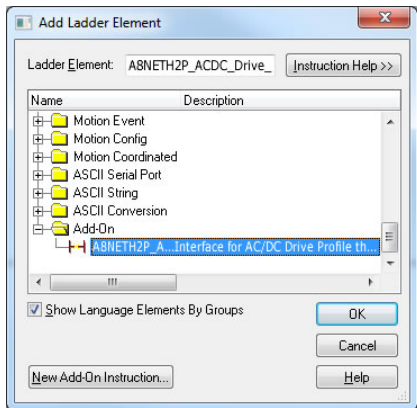 Add Ladder Element
Ladder Element: A8NETH2P_ACDC_Drive_ Instruction Help >>
Name Description
Motion Event
Motion Config
Motion Coordinated
ASCII Serial Port
ASCII String
ASCII Conversion
Add-On
A8NETH2P_A...Interface for AC/DC Drive Profile th...
Show Language Elements By Groups
OK
Cancel
New Add-On Instruction... Help